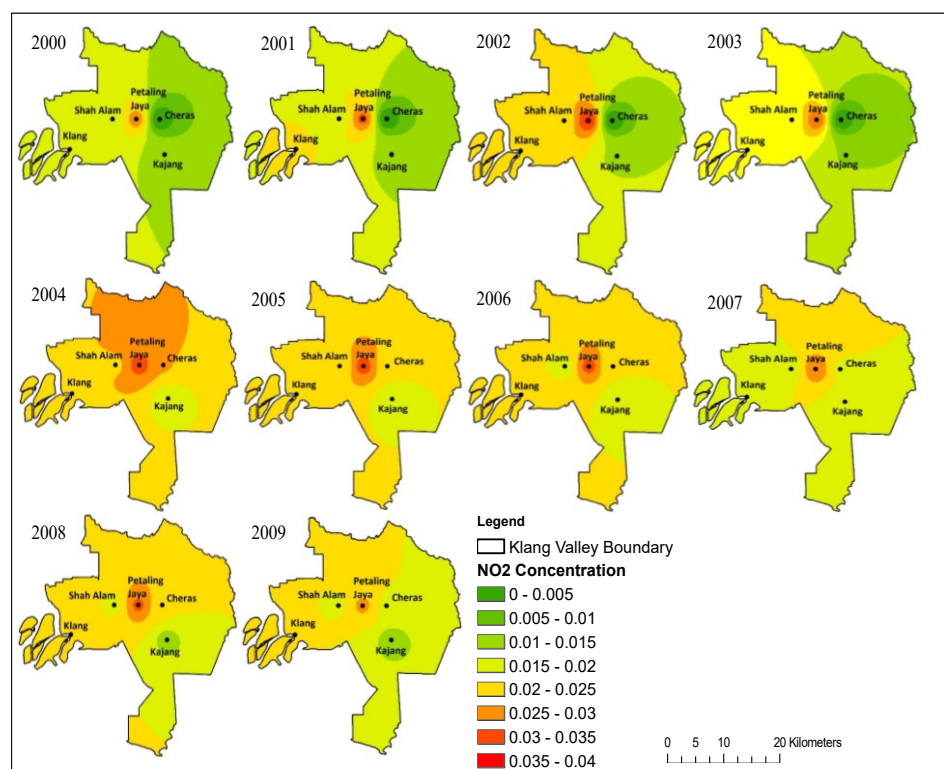 2000
2001
2002
2003
Petaling
Shah Alam
Jaya
Cheras
Klang
Kajang
Petaling
Shah Alam
Jaya
Cheras
Klang
Kajang
Petaling
Shah Alam
Jaya
Cheras
Klang
Kajang
Petaling
Shah Alam
Jaya
Cheras
Klang
Kajang
2004
2005
2006
2007
Petaling
Shah Alam
Jaya
Cheras
Klang
Kajang
Petaling
Shah Alam
Jaya
Cheras
Klang
Kajang
Petaling
Shah Alam
Jaya
Cheras
Klang
Kajang
Petaling
Shah Alam
Jaya
Cheras
Klang
Kajang
2008
2009
Petaling
Shah Alam
Jaya
Cheras
Klang
Kajang
Petaling
Shah Alam
Jaya
Cheras
Klang
Kajang
Legend
Klang Valley Boundary
NO2 Concentration
0 - 0.005
0.005 - 0.01
0.01 - 0.015
0.015 - 0.02
0.02 - 0.025
0.025 - 0.03
0.03 - 0.035
0.035 - 0.04
0 5 10 20 Kilometers